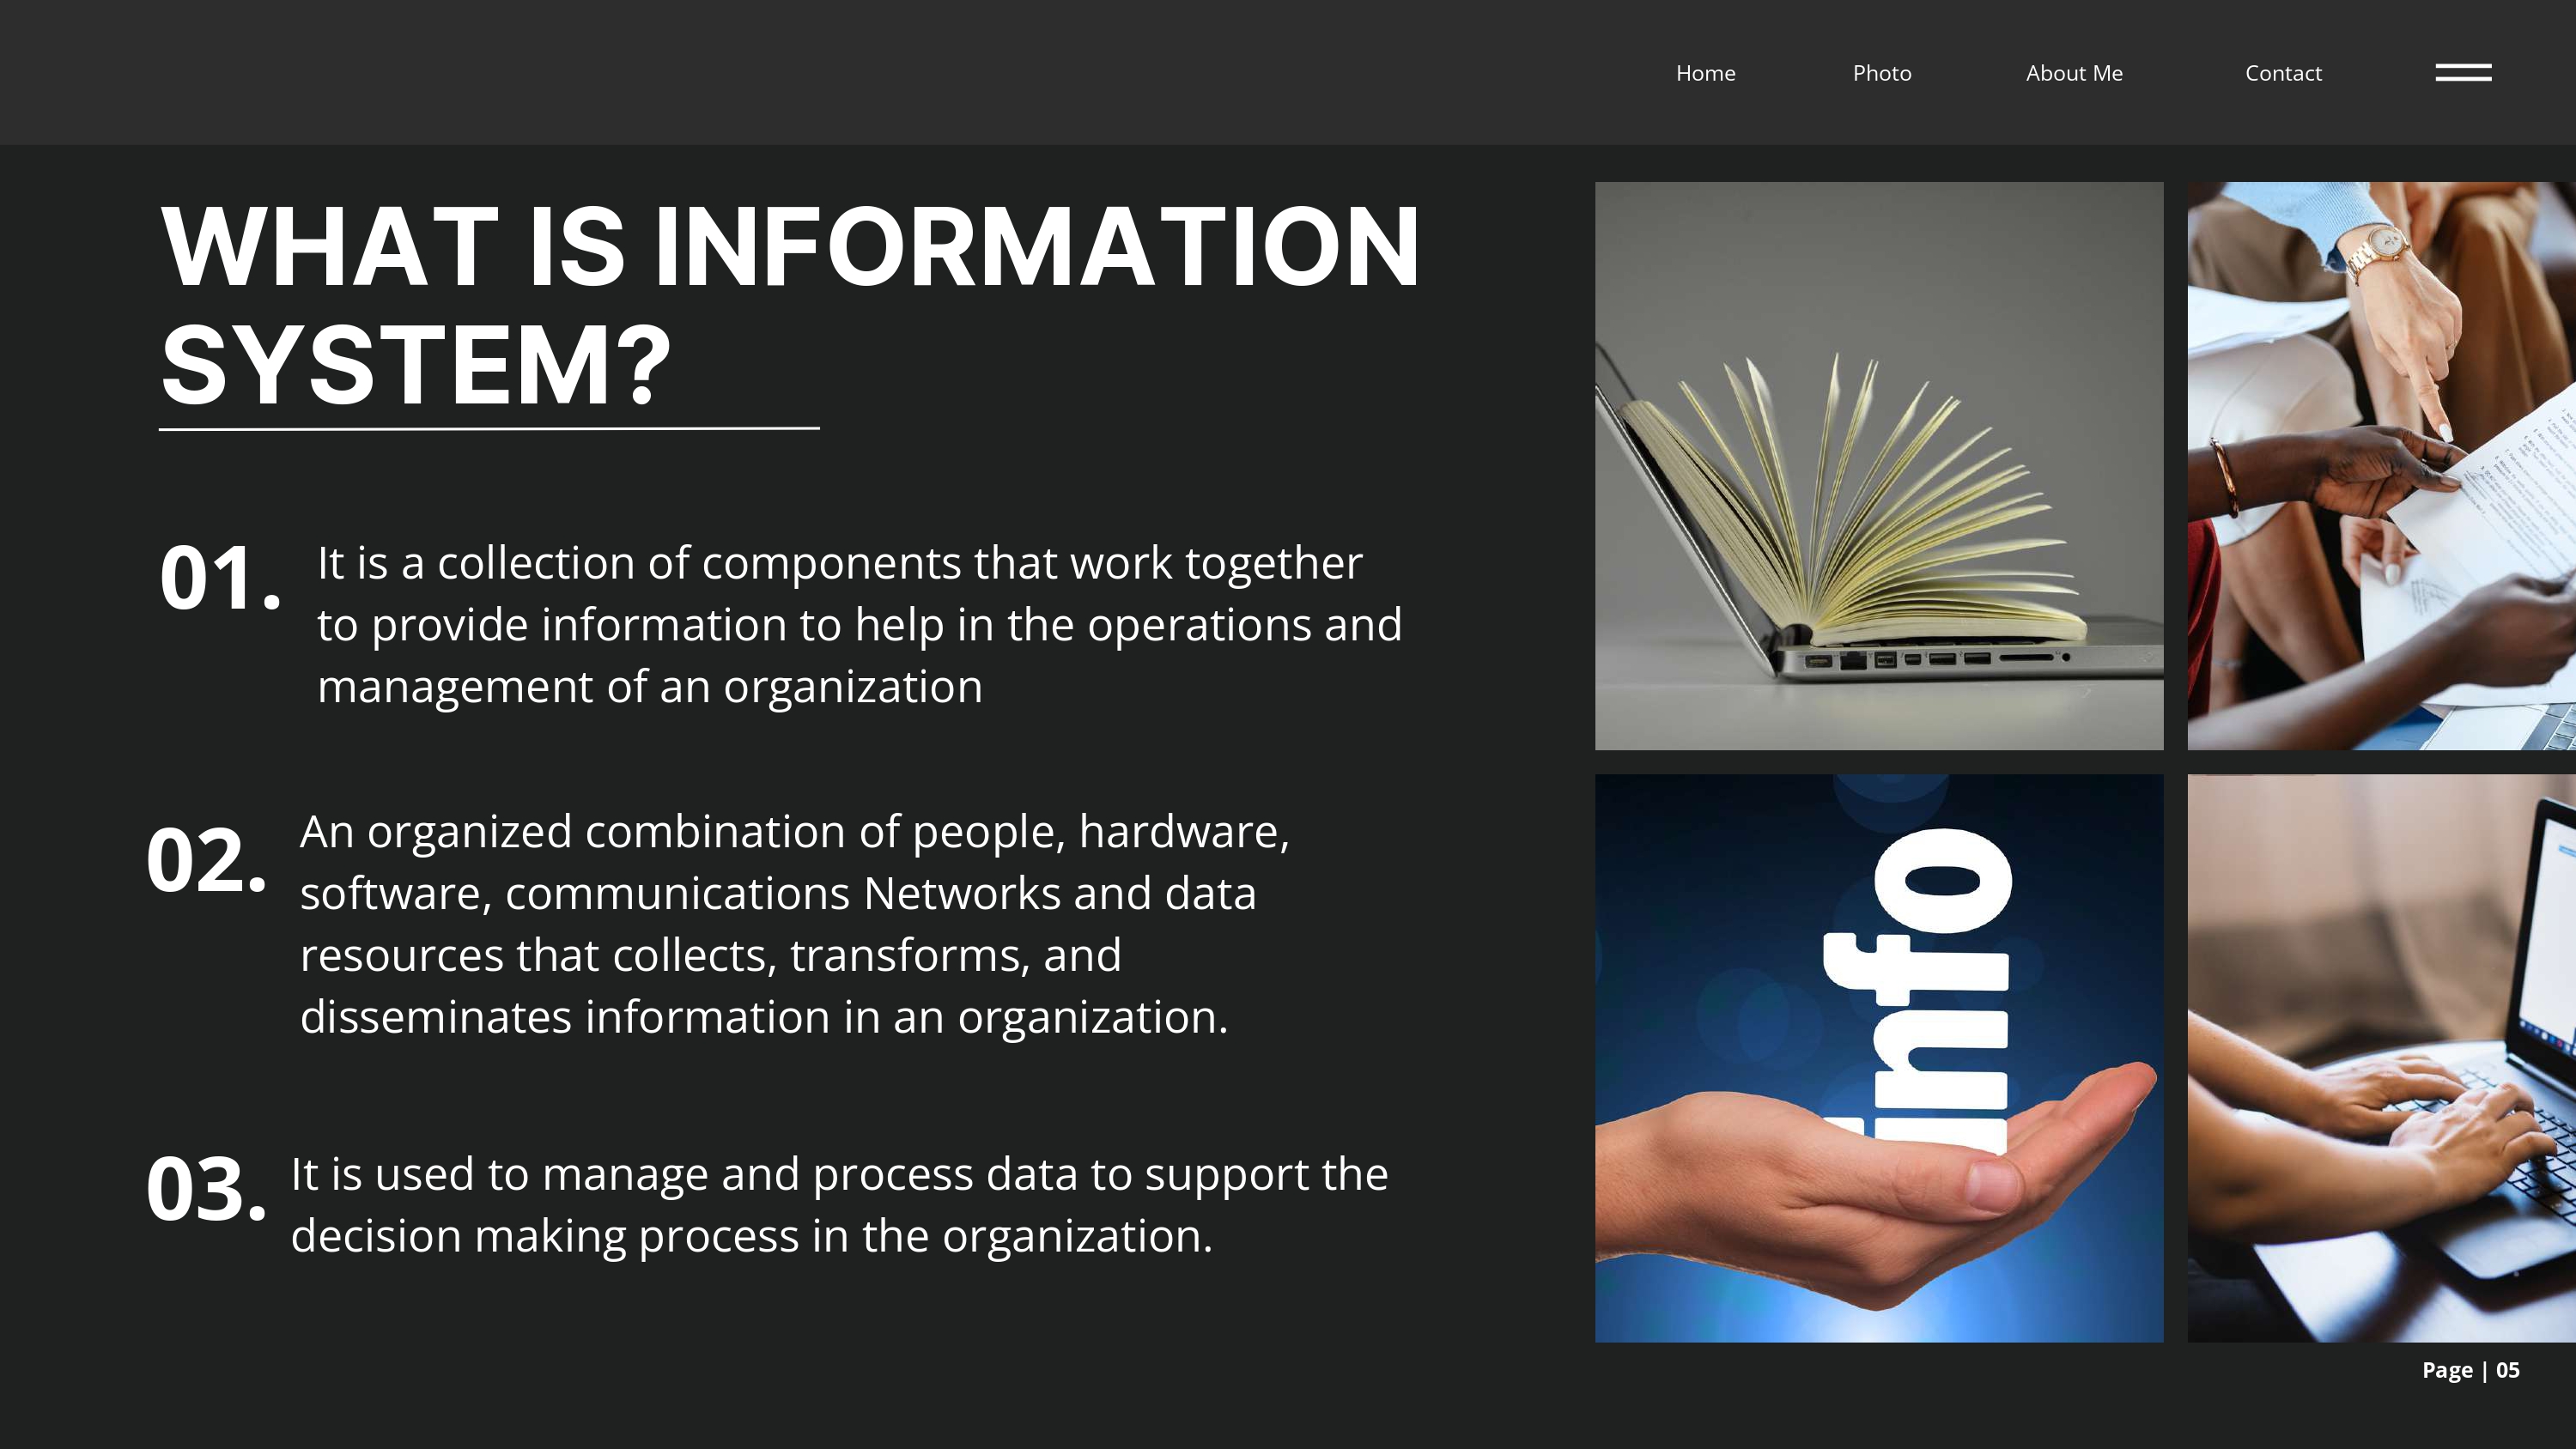 Home Photo About Me Contact
WHAT IS INFORMATION
SYSTEM?
01. It is a collection of components that work together
to provide information to help in the operations and
management of an organization
02. An organized combination of people, hardware,
software, communications Networks and data
resources that collects, transforms, and
disseminates information in an organization.
03. It is used to manage and process data to support the
decision making process in the organization.
info
Page | 05